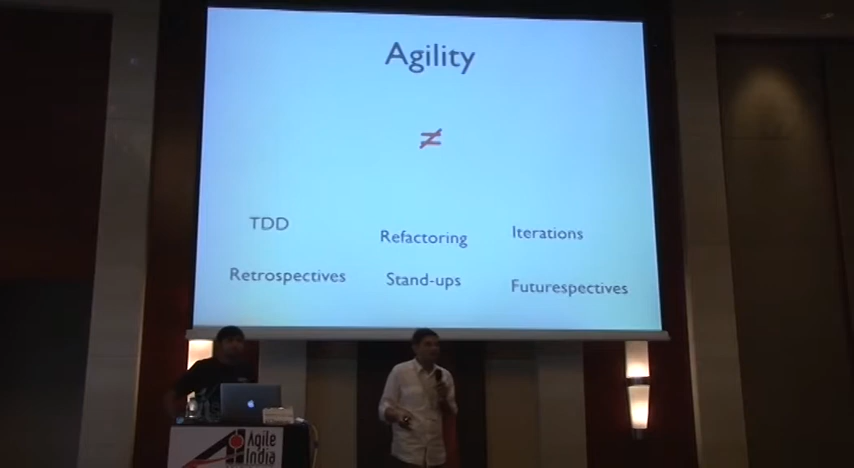 Agility
≠
TDD
Refactoring
Iterations
Retrospectives
Stand-ups
Futurespectives
Agile
India